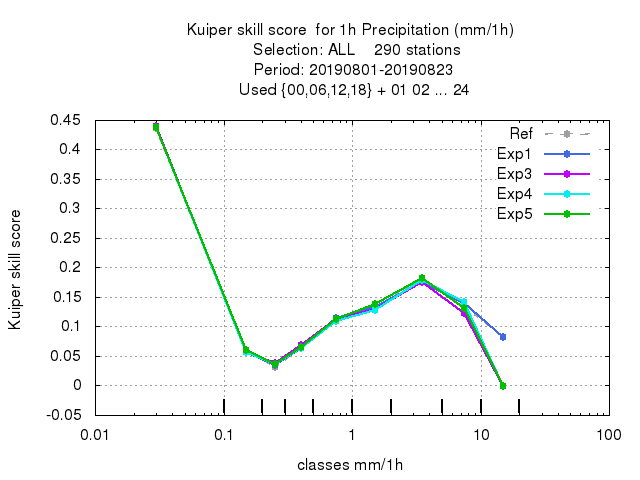 Kuiper skill score  for 1h Precipitation (mm/1h)
Selection: ALL    290 stations
Period: 20190801-20190823
Used {00,06,12,18} + 01 02 ... 24
Ref
Exp1
Exp3
Exp4
Exp5
0.45
0.4
0.35
0.3
0.25
0.2
0.15
0.1
0.05
0
-0.05
Kuiper skill score
0.01 0.1 1 10 100
classes mm/1h